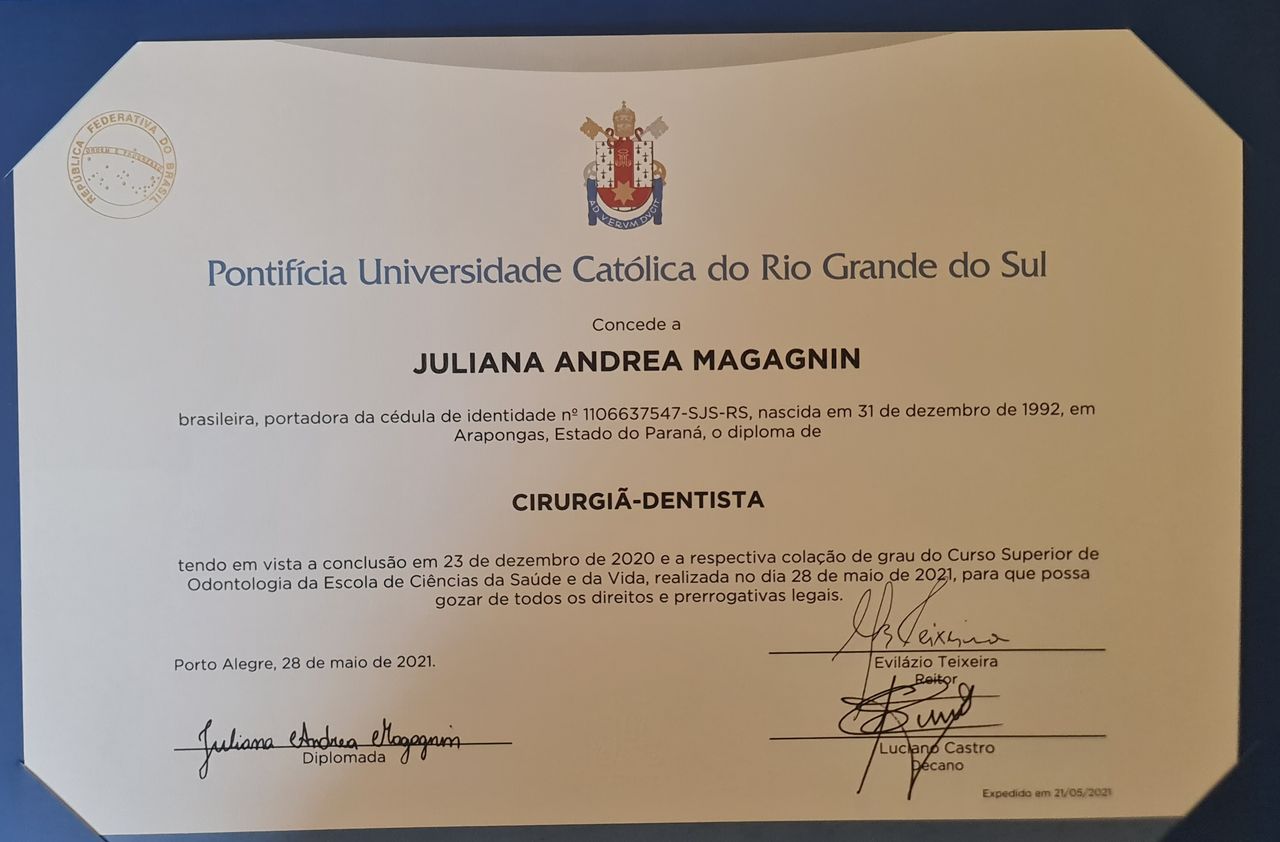 REPÚBLICA FEDERATIVA DO BRASIL
ORDEM E PROGRESSO
AD VERVM DVCIT
Pontifícia Universidade Católica do Rio Grande do Sul
Concede a
JULIANA ANDREA MAGAGNIN
brasileira, portadora da cédula de identidade nº 1106637547-SJS-RS, nascida em 31 de dezembro de 1992, em
Arapongas, Estado do Paraná, o diploma de
CIRURGIÃ-DENTISTA
tendo em vista a conclusão em 23 de dezembro de 2020 e a respectiva colação de grau do Curso Superior de
Odontologia da Escola de Ciências da Saúde e da Vida, realizada no dia 28 de maio de 2021, para que possa
gozar de todos os direitos e prerrogativas legais.
Porto Alegre, 28 de maio de 2021.
Teixeira
Evilázio Teixeira
Reitor
Juliana Andrea Magagnin
Diplomada
Luciano Castro
Decano
Expedido em 21/05/2021